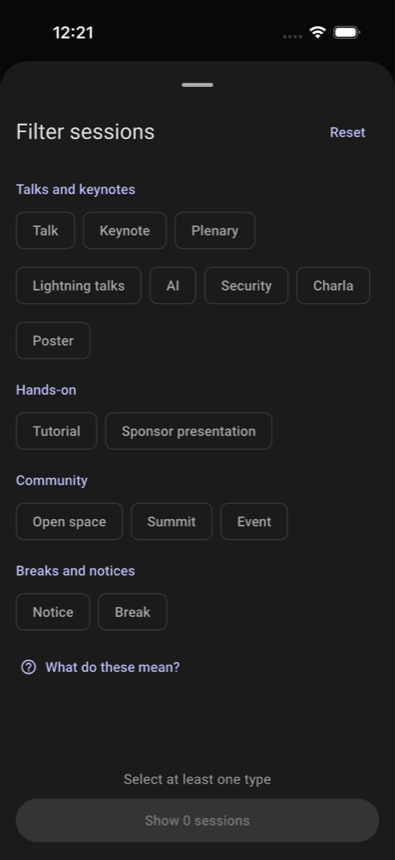 12:21
Filter sessions Reset
Talks and keynotes
Talk Keynote Plenary
Lightning talks AI Security Charla
Poster
Hands-on
Tutorial Sponsor presentation
Community
Open space Summit Event
Breaks and notices
Notice Break
What do these mean?
Select at least one type
Show 0 sessions